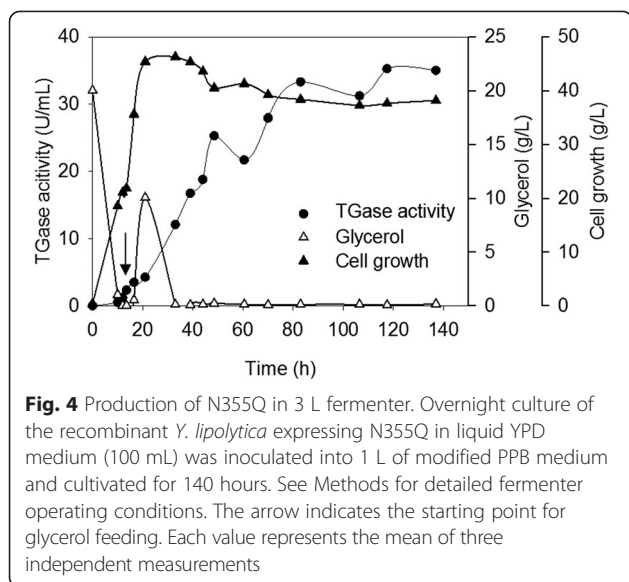 40
30
20
10
0
TGase acitivity (U/mL)
25
20
15
10
5
0
Glycerol (g/L)
50
40
30
20
10
0
Cell growth (g/L)
TGase activity
Glycerol
Cell growth
0 20 40 60 80 100 120 140
Time (h)
Fig. 4 Production of N355Q in 3 L fermenter. Overnight culture of
the recombinant Y. lipolytica expressing N355Q in liquid YPD
medium (100 mL) was inoculated into 1 L of modified PPB medium
and cultivated for 140 hours. See Methods for detailed fermenter
operating conditions. The arrow indicates the starting point for
glycerol feeding. Each value represents the mean of three
independent measurements